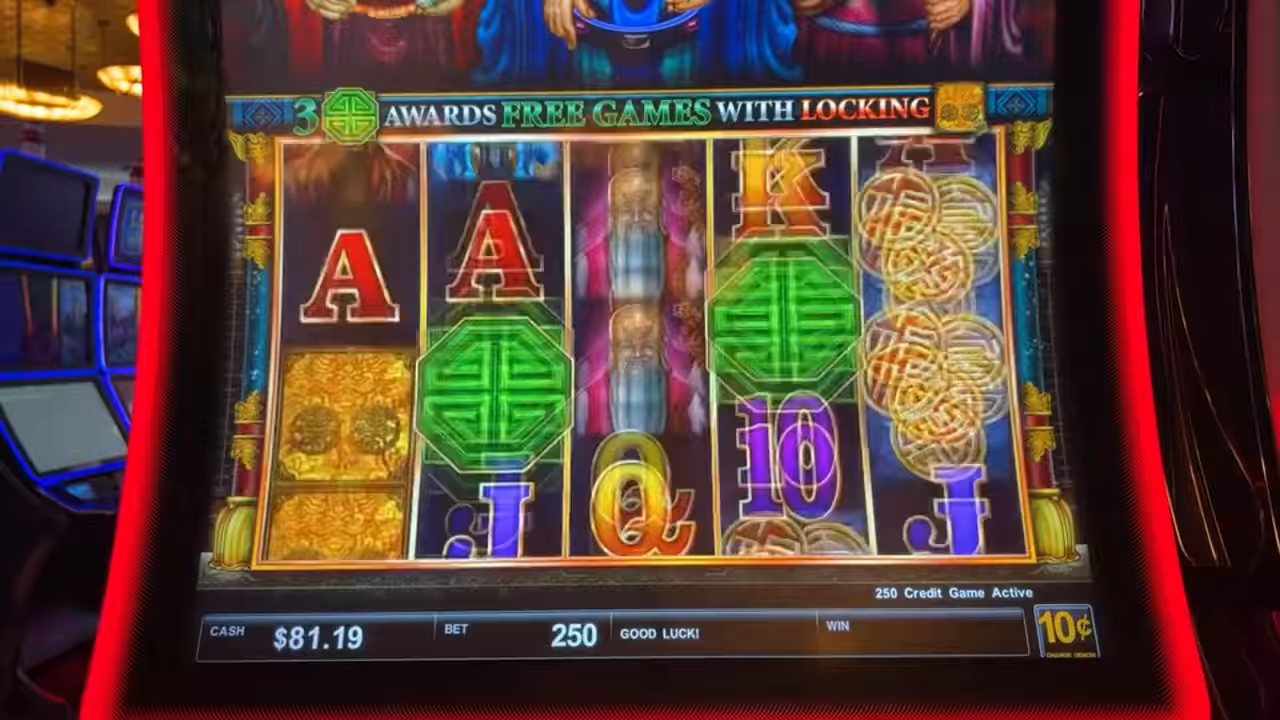 3 AWARDS FREE GAMES WITH LOCKING
K
A A
10
Q
J J
250 Credit Game Active
CASH $81.19 BET 250 GOOD LUCK! WIN 10¢